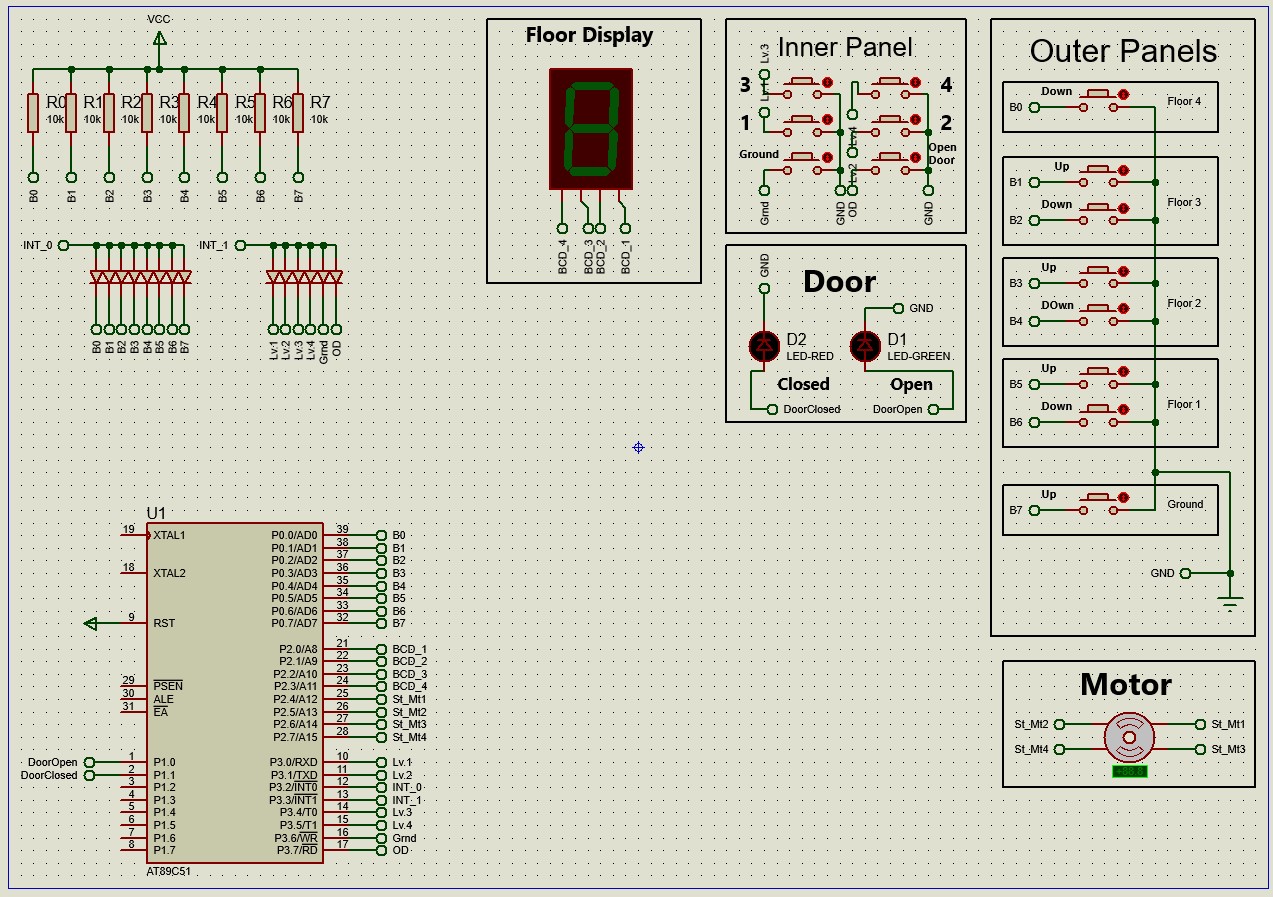 VCC
R0
10k
R1
10k
R2
10k
R3
10k
R4
10k
R5
10k
R6
10k
R7
10k
B0
B1
B2
B3
B4
B5
B6
B7
INT_0
B0
B1
B2
B3
B4
B5
B6
B7
INT_1
Lv.1
Lv.2
Lv.3
Lv.4
Grnd
OD
Floor Display
BCD_4
BCD_3
BCD_2
BCD_1
Inner Panel
Lv.3
3
4
Lv.1
1
2
Lv.4
Ground
Open
Door
Lv.2
Grnd
GND
OD
GND
Door
GND
GND
D2
LED-RED
D1
LED-GREEN
Closed
Open
DoorClosed
DoorOpen
Outer Panels
Down
B0
Floor 4
Up
B1
Down
B2
Floor 3
Up
B3
DOwn
B4
Floor 2
Up
B5
Down
B6
Floor 1
Up
B7
Ground
GND
Motor
St_Mt2
St_Mt1
St_Mt4
St_Mt3
U1
19
XTAL1
18
XTAL2
9
RST
29
PSEN
30
ALE
31
EA
DoorOpen
1
P1.0
DoorClosed
2
P1.1
3
P1.2
4
P1.3
5
P1.4
6
P1.5
7
P1.6
8
P1.7
P0.0/AD0
39
B0
P0.1/AD1
38
B1
P0.2/AD2
37
B2
P0.3/AD3
36
B3
P0.4/AD4
35
B4
P0.5/AD5
34
B5
P0.6/AD6
33
B6
P0.7/AD7
32
B7
P2.0/A8
21
BCD_1
P2.1/A9
22
BCD_2
P2.2/A10
23
BCD_3
P2.3/A11
24
BCD_4
P2.4/A12
25
St_Mt1
P2.5/A13
26
St_Mt2
P2.6/A14
27
St_Mt3
P2.7/A15
28
St_Mt4
P3.0/RXD
10
Lv.1
P3.1/TXD
11
Lv.2
P3.2/INT0
12
INT_0
P3.3/INT1
13
INT_1
P3.4/T0
14
Lv.3
P3.5/T1
15
Lv.4
P3.6/WR
16
Grnd
P3.7/RD
17
OD
AT89C51